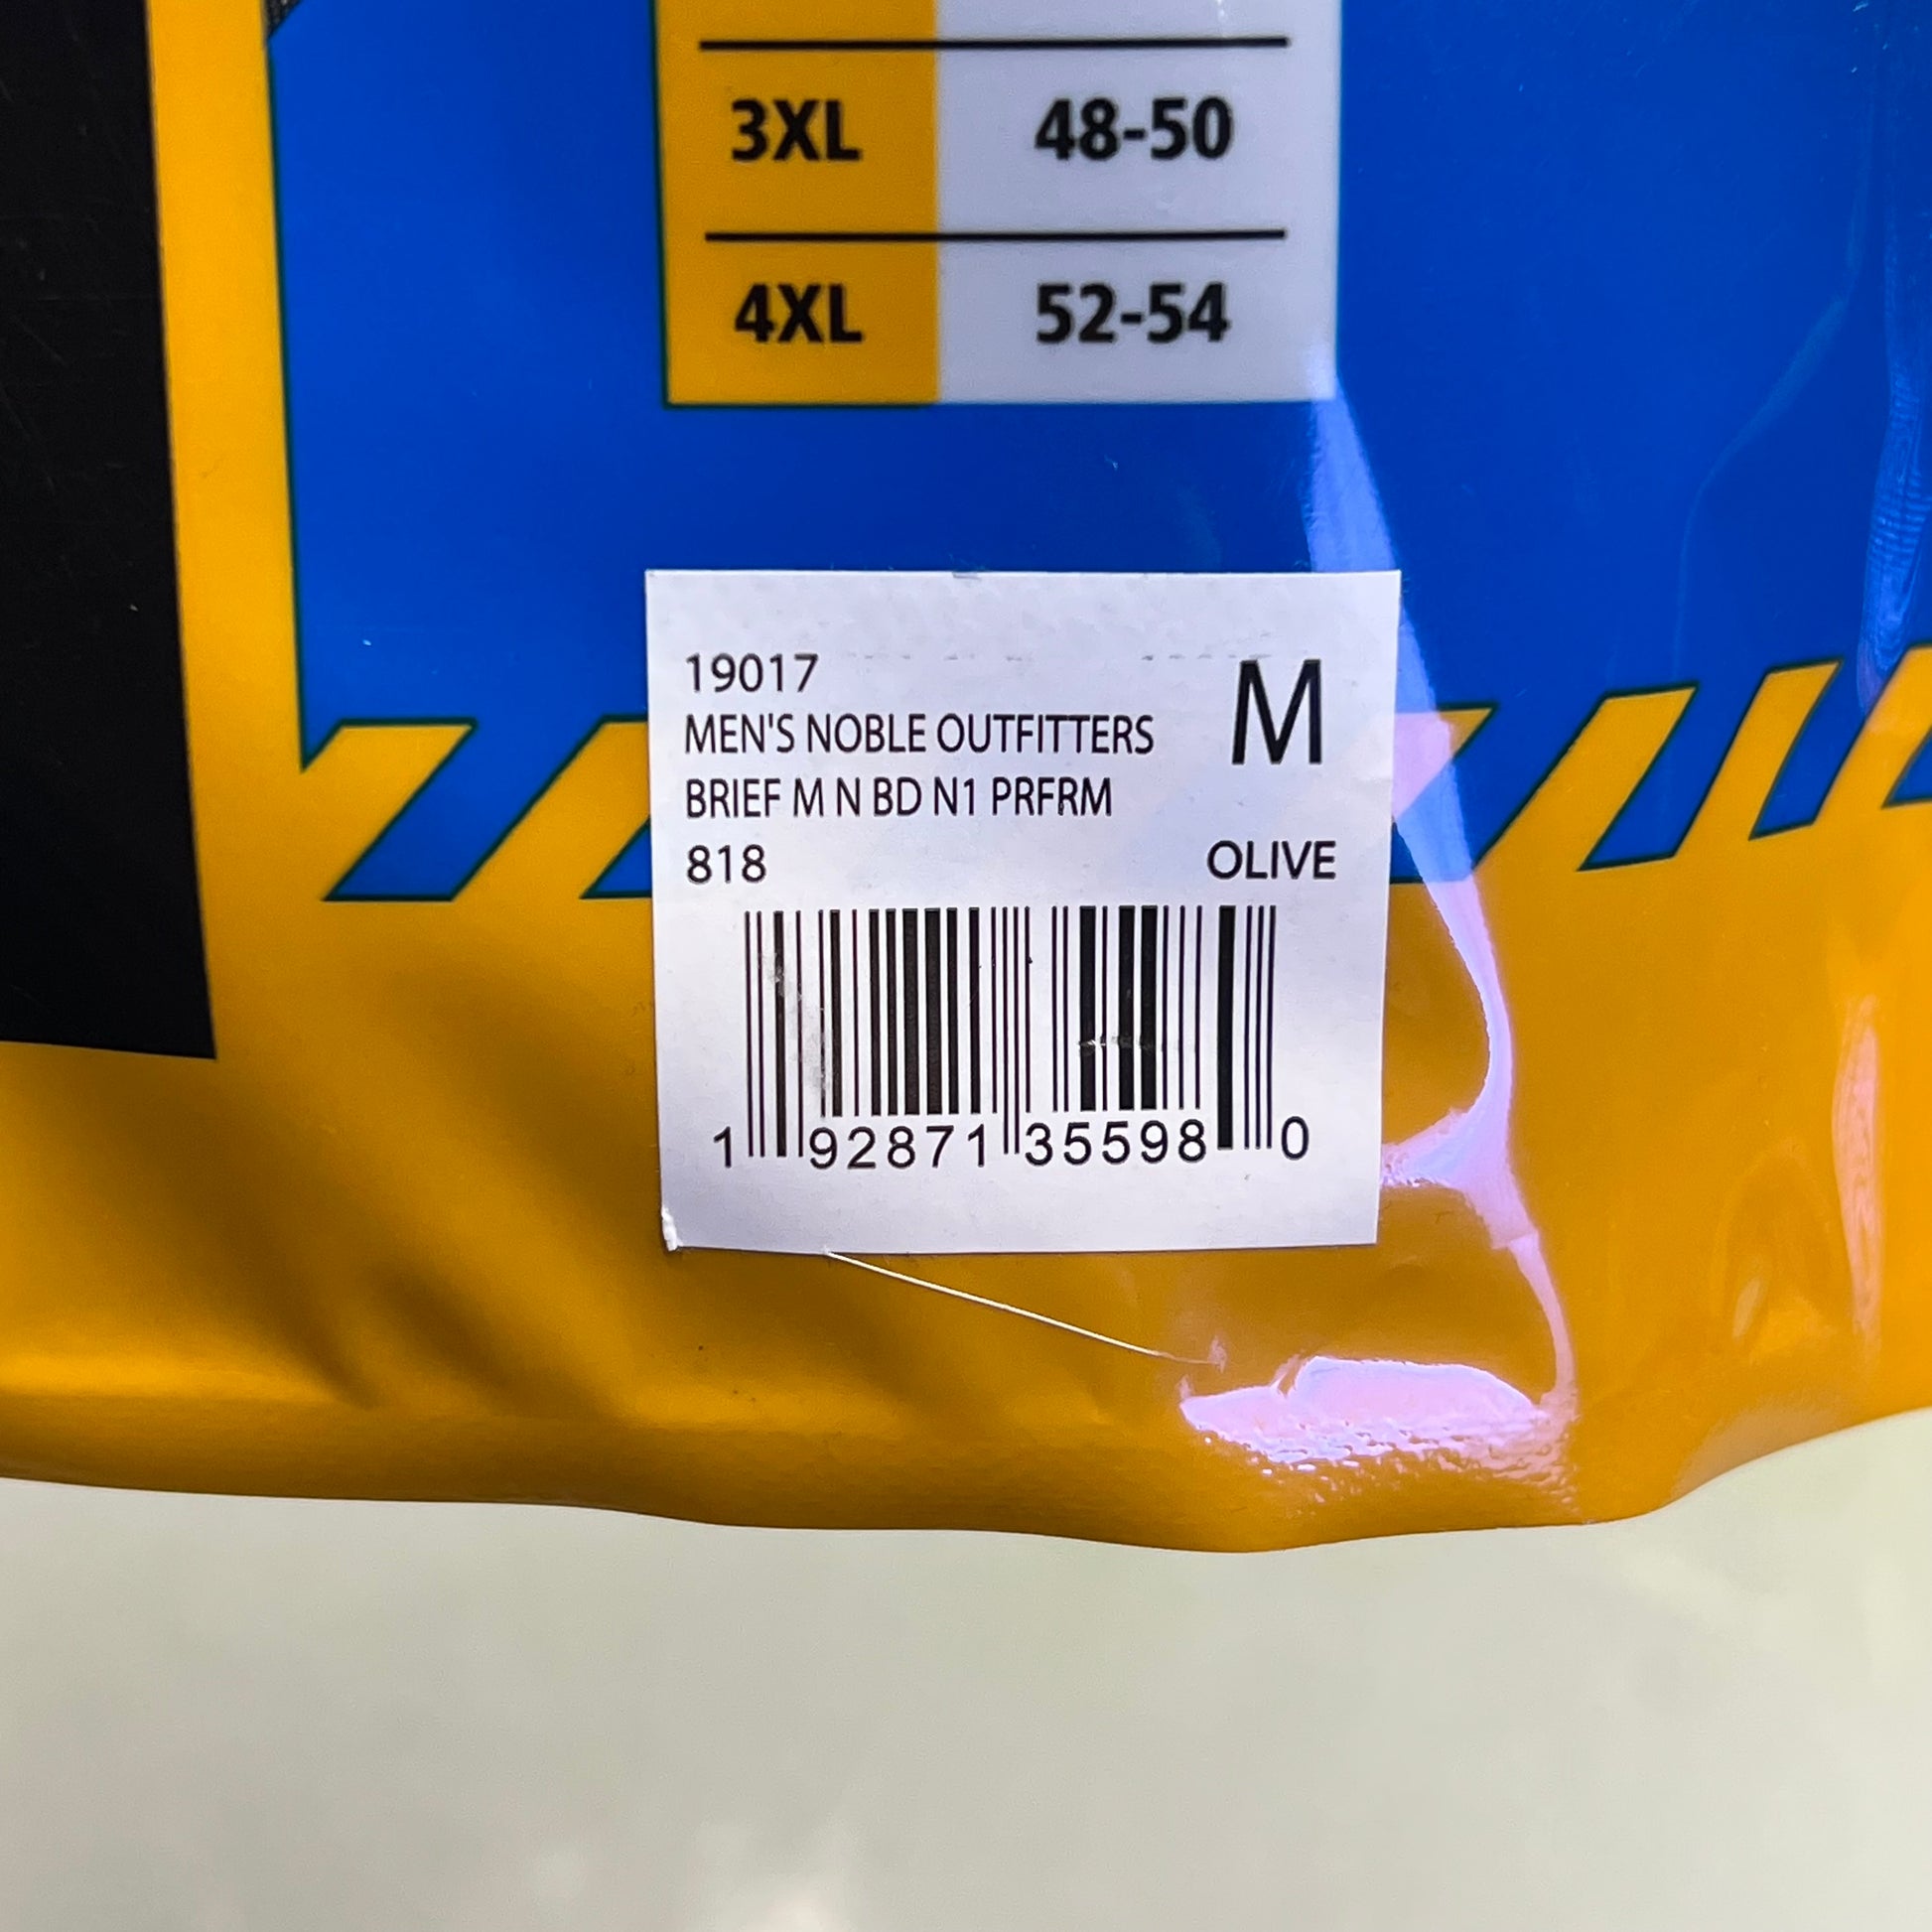 3XL 48-50
4XL 52-54
19017 M
MEN'S NOBLE OUTFITTERS
BRIEF M N BD N1 PRFRM
818 OLIVE
1 92871 35598 0